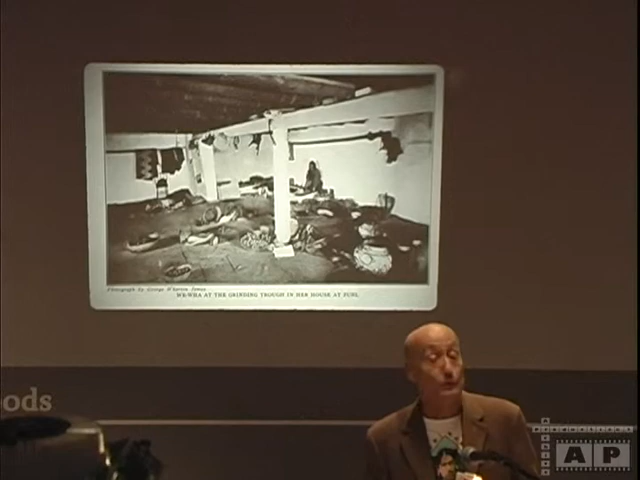 Photograph by George Wharton James
WE-WHA AT THE GRINDING TROUGH IN HER HOUSE AT ZUNI.
ods
AP